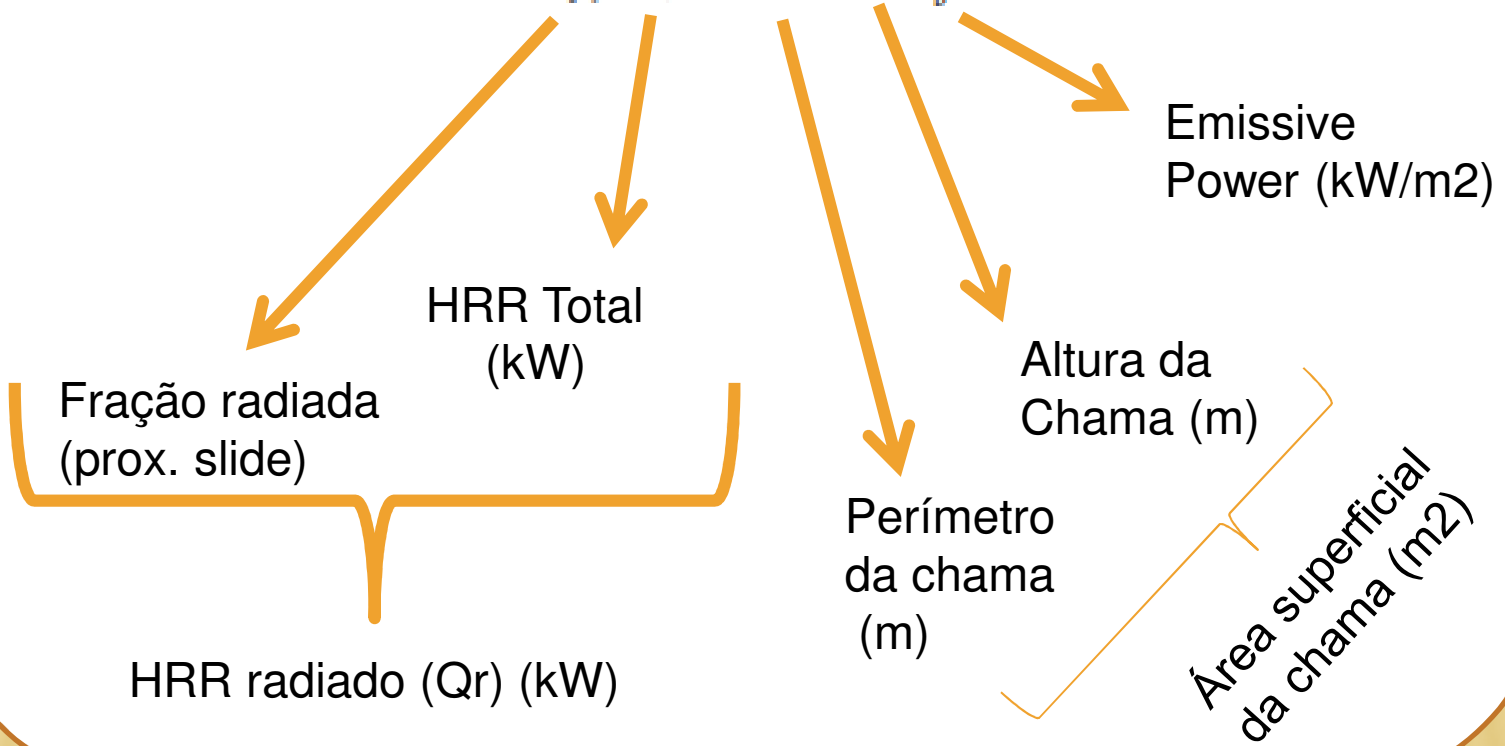 Emissive
Power (kW/m2)
HRR Total
(kW)
Altura da
Chama (m)
Fração radiada
(prox. slide)
Perímetro
da chama
(m)
Área superficial
da chama (m2)
HRR radiado (Qr) (kW)